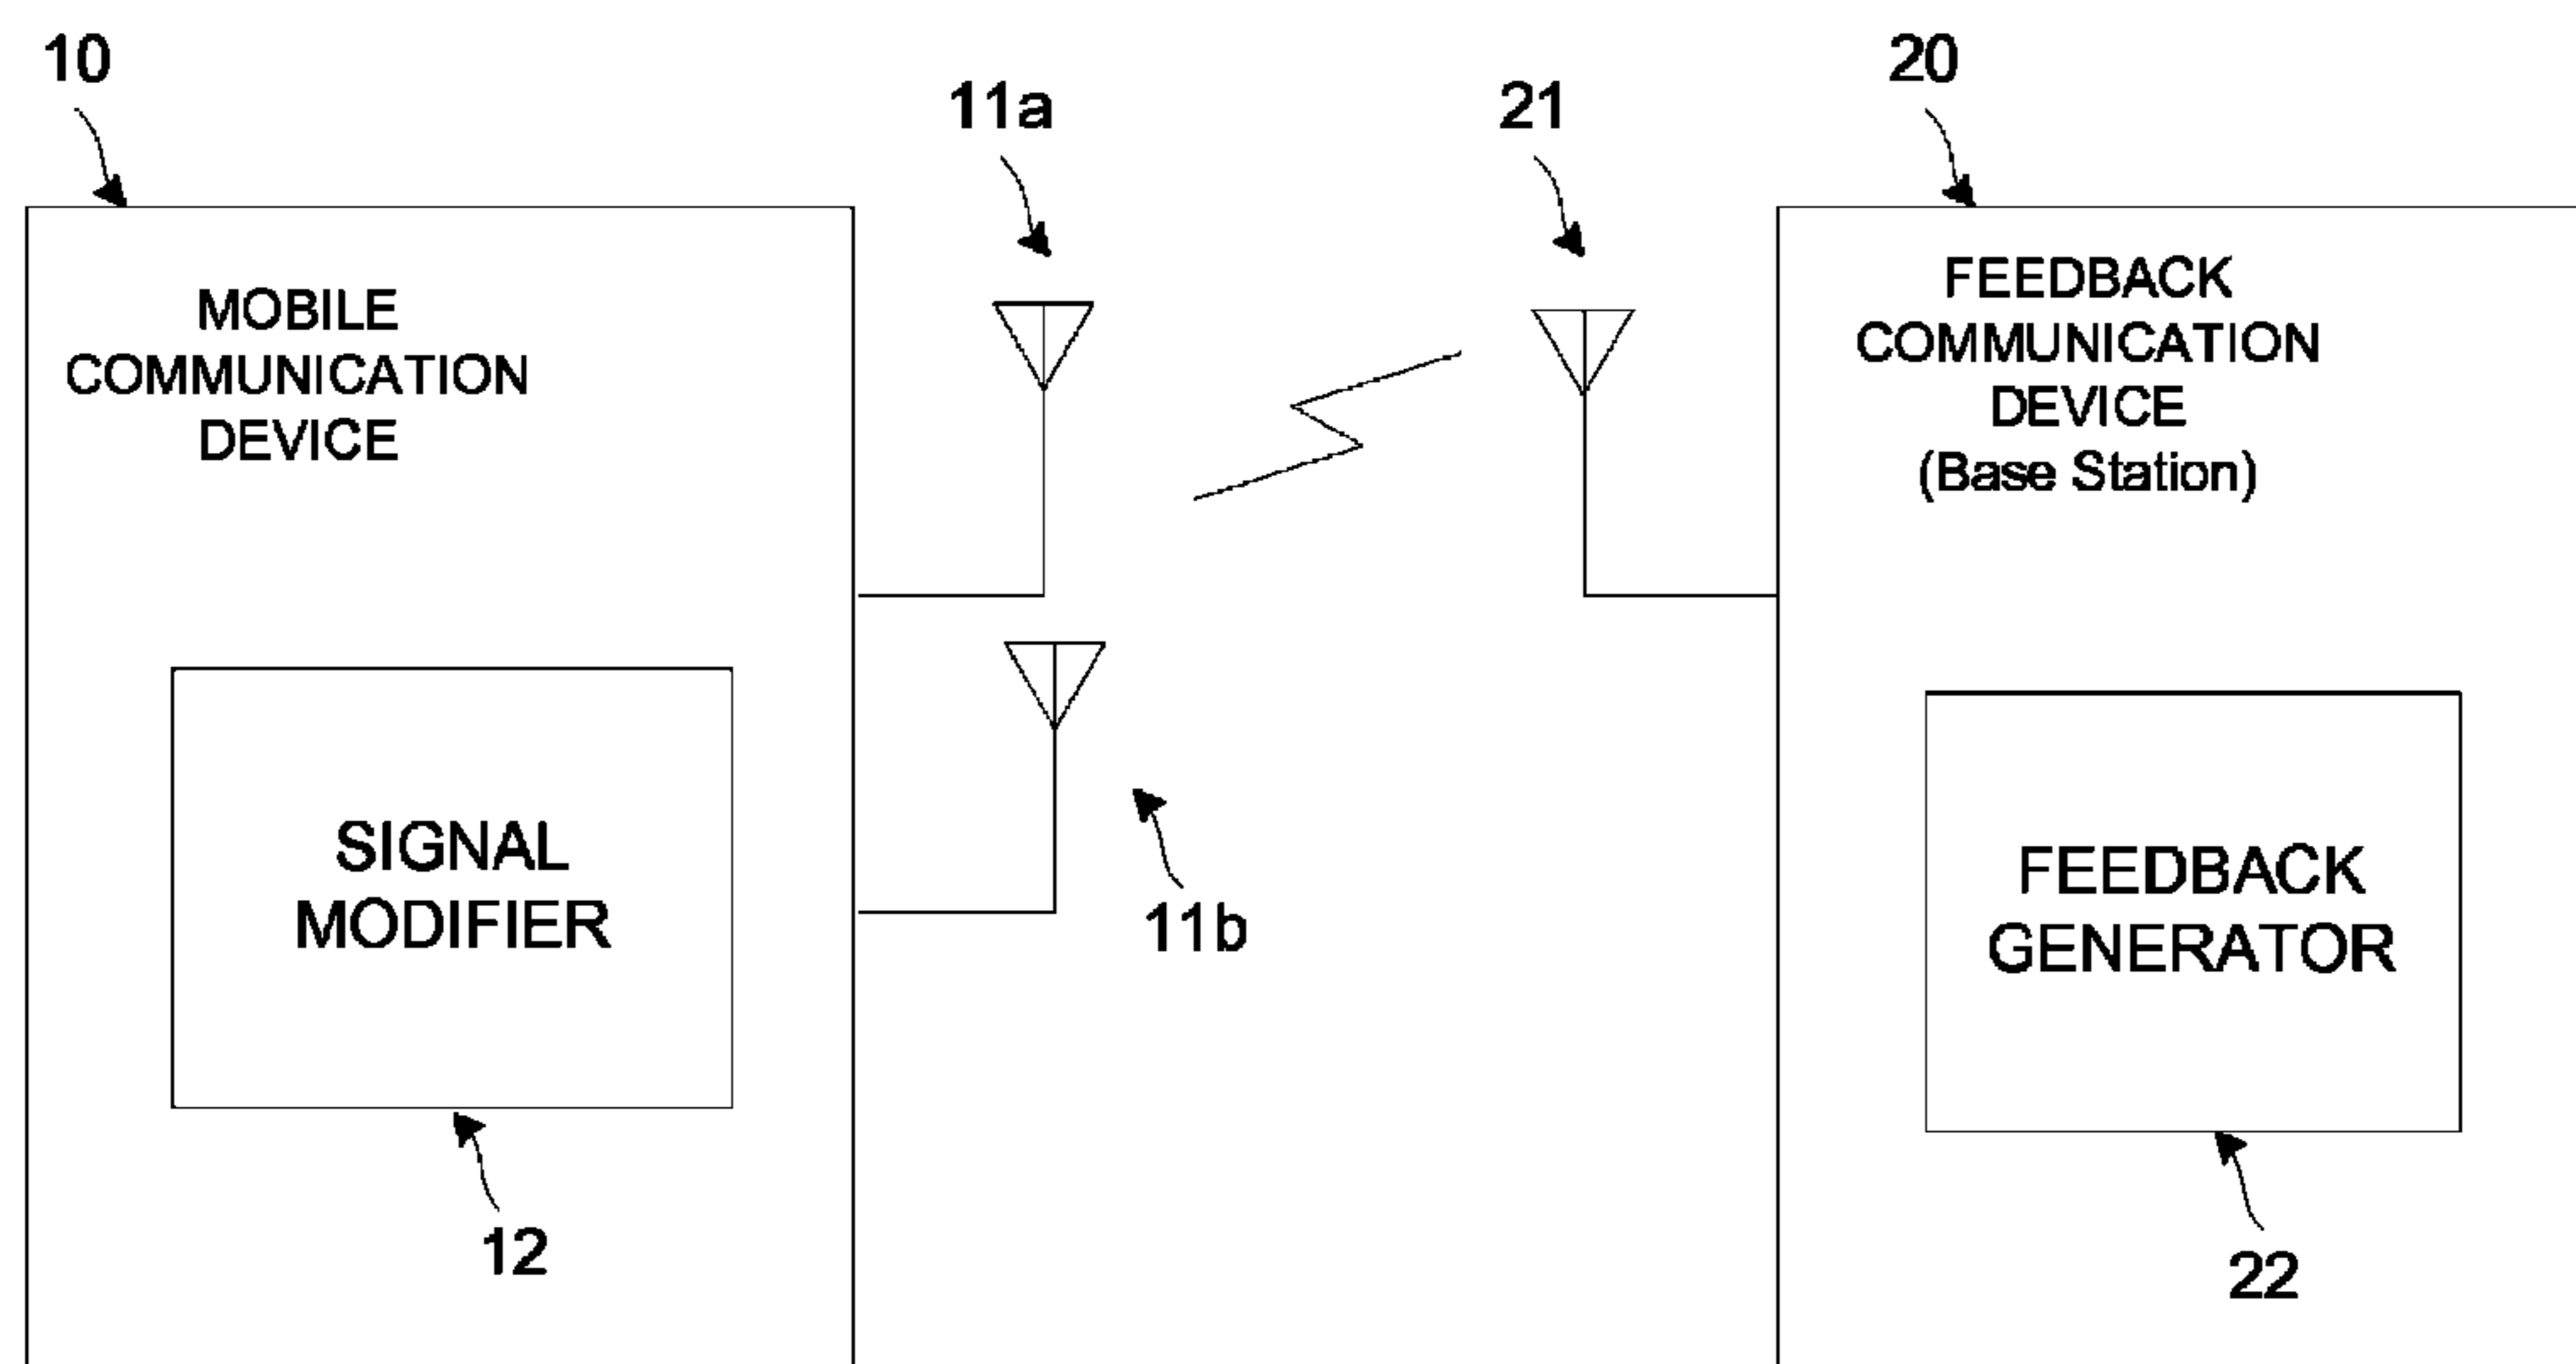 10
11a
21
20
MOBILE
COMMUNICATION
DEVICE
FEEDBACK
COMMUNICATION
DEVICE
(Base Station)
SIGNAL
MODIFIER
11b
FEEDBACK
GENERATOR
12
22